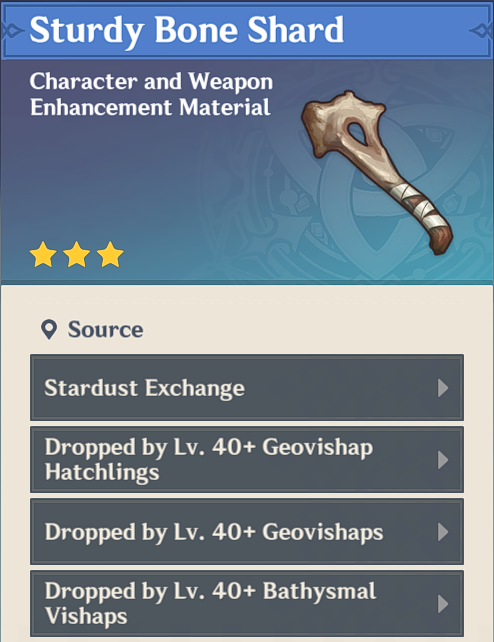 Sturdy Bone Shard
Character and Weapon
Enhancement Material
Source
Stardust Exchange
Dropped by Lv. 40+ Geovishap
Hatchlings
Dropped by Lv. 40+ Geovishaps
Dropped by Lv. 40+ Bathysmal
Vishaps